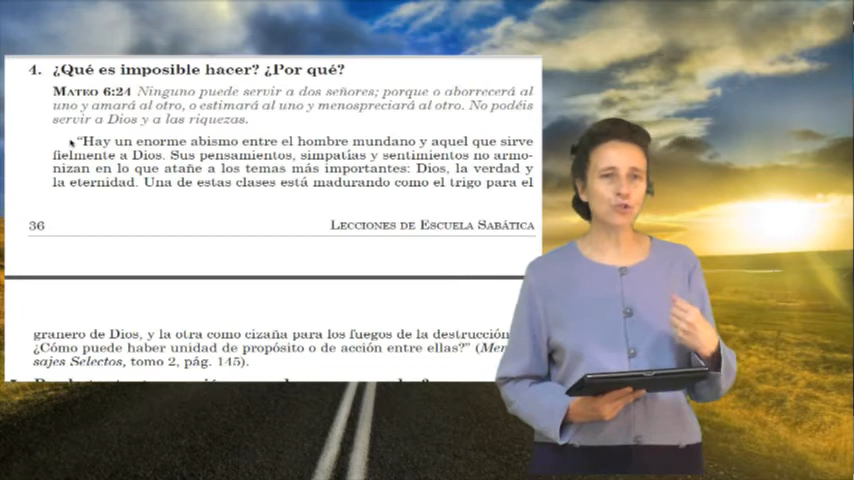 4. ¿Qué es imposible hacer? ¿Por qué?
MATEO 6:24 Ninguno puede servir a dos señores; porque o aborrecerá al
uno y amará al otro, o estimará al uno y menospreciará al otro. No podéis
servir a Dios y a las riquezas.
“Hay un enorme abismo entre el hombre mundano y aquel que sirve
fielmente a Dios. Sus pensamientos, simpatías y sentimientos no armo-
nizan en lo que atañe a los temas más importantes: Dios, la verdad y
la eternidad. Una de estas clases está madurando como el trigo para el
36 LECCIONES DE ESCUELA SABÁTICA
granero de Dios, y la otra como cizaña para los fuegos de la destrucción
¿Cómo puede haber unidad de propósito o de acción entre ellas?” (Men
sajes Selectos, tomo 2, pág. 145).